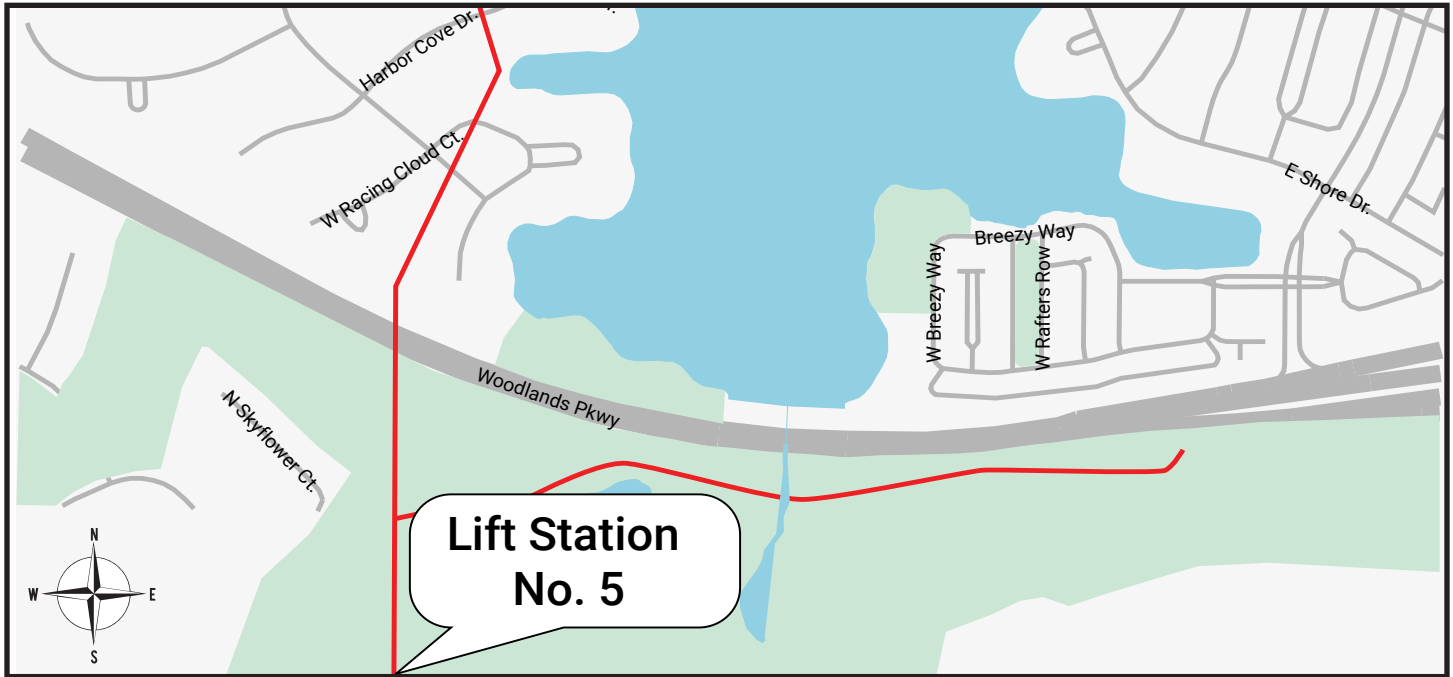 Harbor Cove Dr.
W Racing Cloud Ct.
E Shore Dr.
Breezy Way
W Breezy Way
W Rafters Row
Woodlands Pkwy
N Skyflower Ct.
Lift Station
No. 5
N
W
E
S